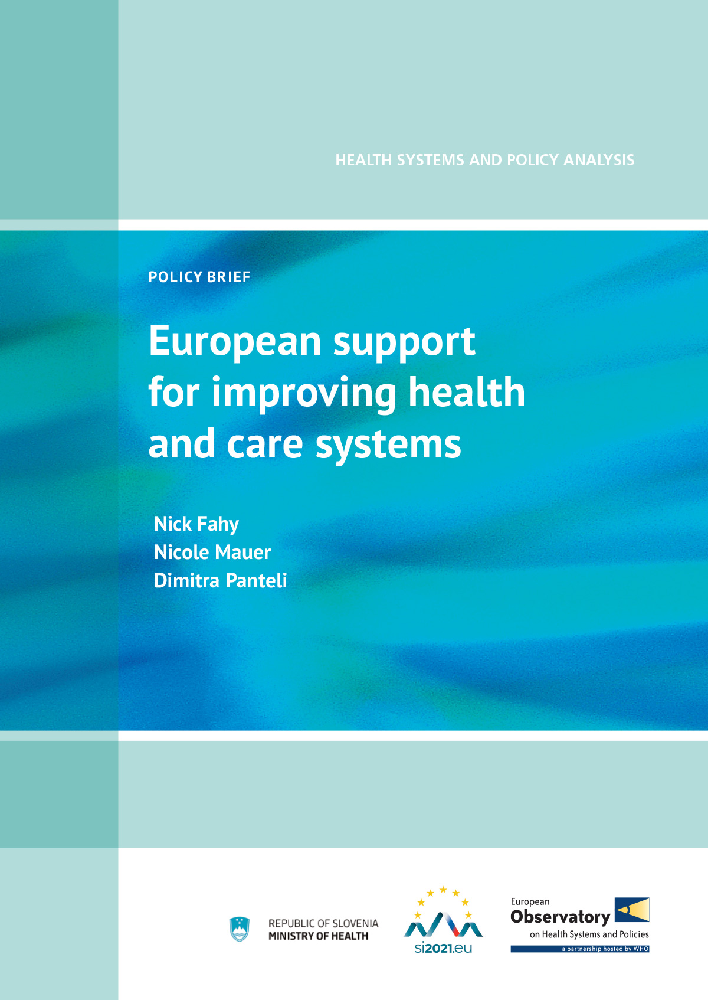 HEALTH SYSTEMS AND POLICY ANALYSIS
POLICY BRIEF
European support
for improving health
and care systems
Nick Fahy
Nicole Mauer
Dimitra Panteli
REPUBLIC OF SLOVENIA
MINISTRY OF HEALTH
si2021.eu
European
Observatory
on Health Systems and Policies
a partnership hosted by WHO